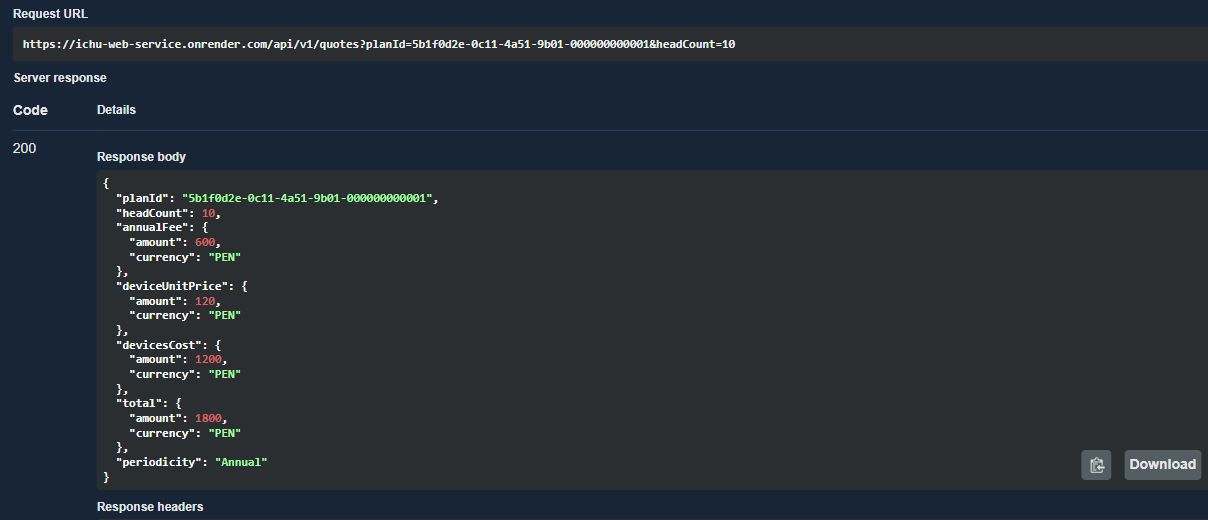 Request URL
https://ichu-web-service.onrender.com/api/v1/quotes?planId=5b1f0d2e-0c11-4a51-9b01-000000000001&headCount=10
Server response
Code Details
200
Response body
{
  "planId": "5b1f0d2e-0c11-4a51-9b01-000000000001",
  "headCount": 10,
  "annualFee": {
    "amount": 600,
    "currency": "PEN"
  },
  "deviceUnitPrice": {
    "amount": 120,
    "currency": "PEN"
  },
  "devicesCost": {
    "amount": 1200,
    "currency": "PEN"
  },
  "total": {
    "amount": 1800,
    "currency": "PEN"
  },
  "periodicity": "Annual"
}
Download
Response headers